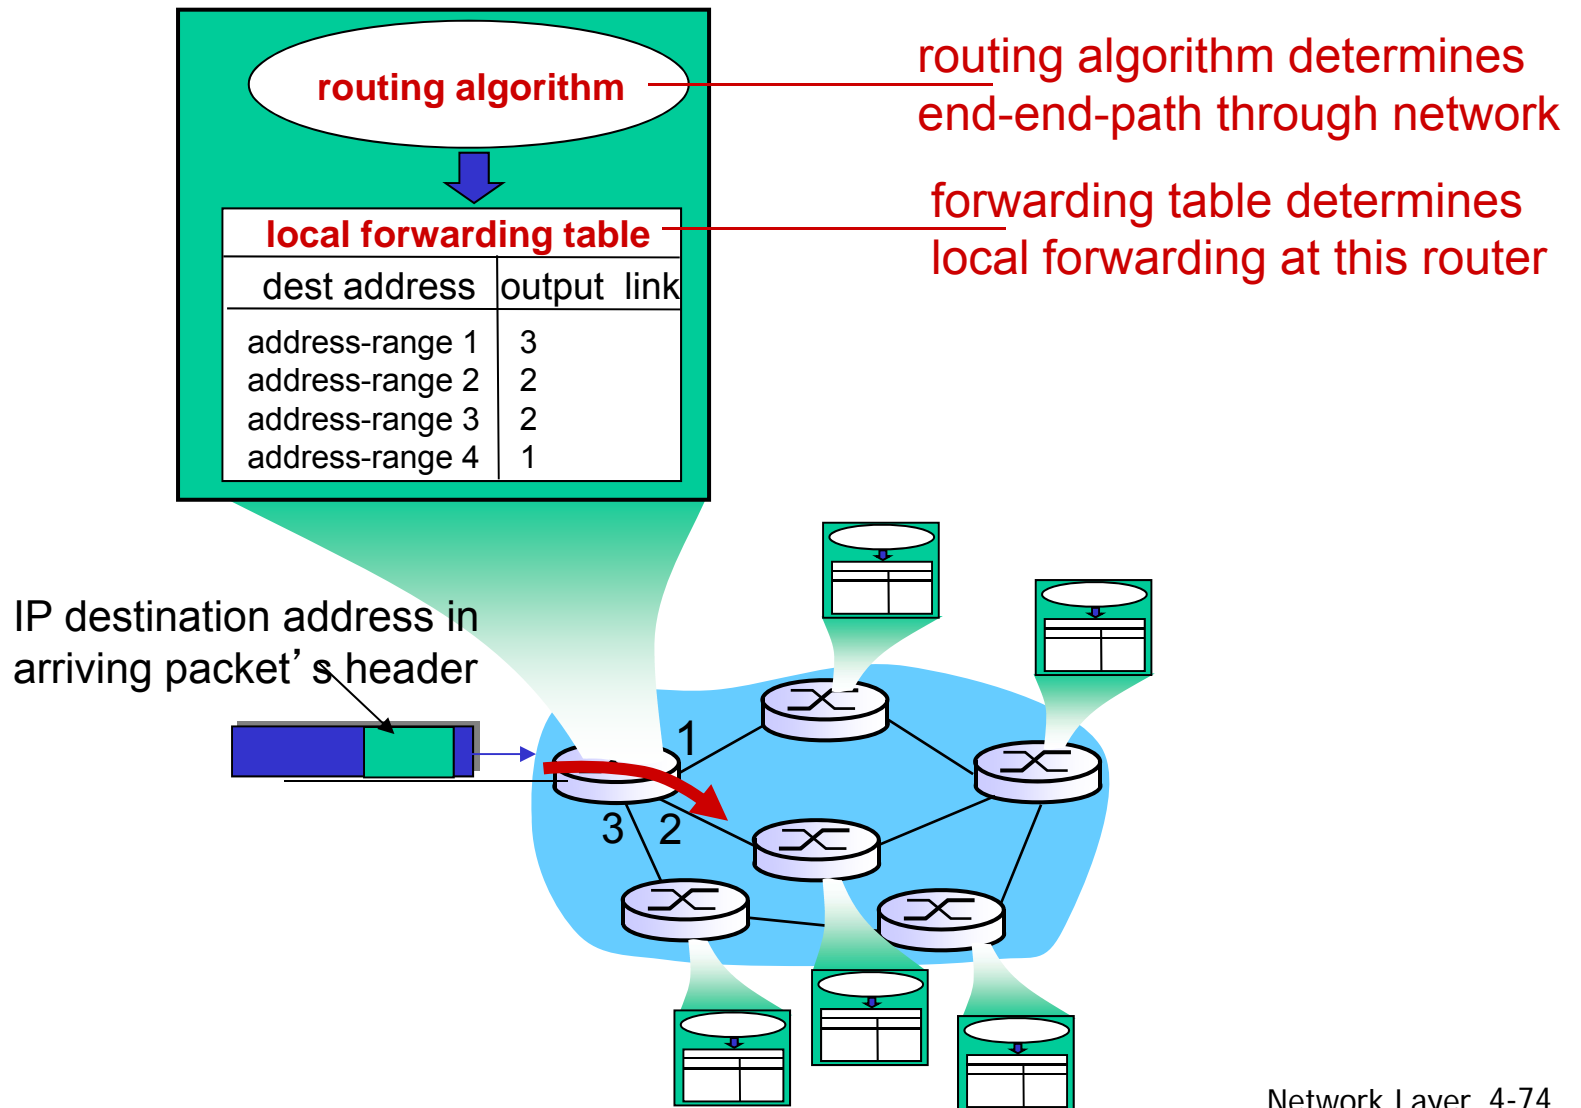 routing algorithm
routing algorithm determines
end-end-path through network
local forwarding table
forwarding table determines
local forwarding at this router
dest address output link
address-range 1 3
address-range 2 2
address-range 3 2
address-range 4 1
IP destination address in
arriving packet’s header
1
3 2
Network Layer 4-74